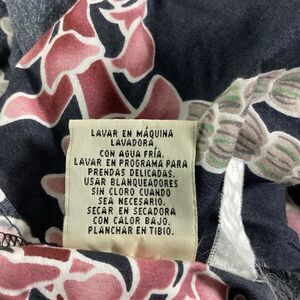 LAVAR EN MÁQUINA
LAVADORA,
CON AGUA FRÍA.
LAVAR EN PROGRAMA PARA
PRENDAS DELICADAS.
USAR BLANQUEADORES
SIN CLORO CUANDO
SEA NECESARIO.
SECAR EN SECADORA
CON CALOR BAJO.
PLANCHAR EN TIBIO.